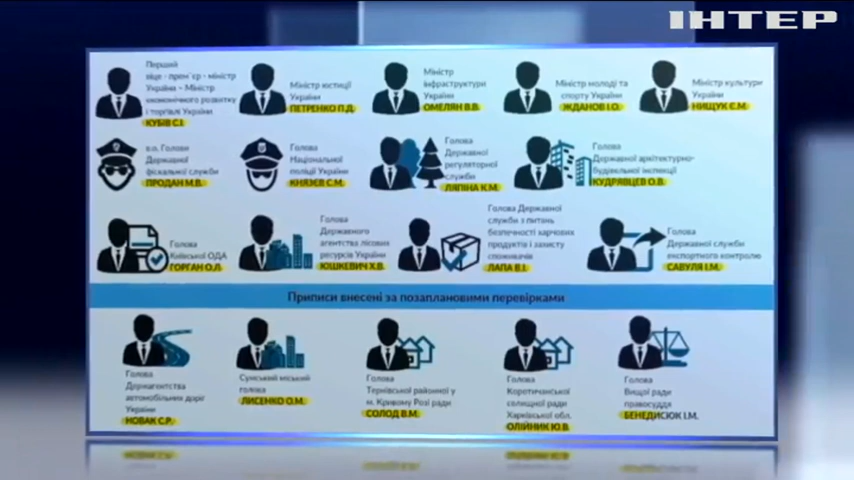 ІНТЕР
Перший
віце - прем`єр - міністр
України – Міністр
економічного розвитку
і торгівлі України
КУБІВ С.І.
Міністр юстиції
України
ПЕТРЕНКО П.Д.
Міністр
інфраструктури
України
ОМЕЛЯН В.В.
Міністр молоді та
спорту України
ЖДАНОВ І.О.
Міністр культури
України
НИЩУК Є.М.
в.о. Голови
Державної
фіскальної служби
ПРОДАН М.В.
Голова
Національної
поліції України
КНЯЗЄВ С.М.
Голова
Державної
регуляторної
служби
ЛЯПІНА К.М.
Голова
Державної архітектурно-
будівельної інспекції
КУДРЯВЦЕВ О.В.
Голова
Київської ОДА
ГОРГАН О.Л.
Голова
Державного
агентства лісових
ресурсів України
ЮШКЕВИЧ Х.В.
Голова Державної
служби з питань
безпечності харчових
продуктів і захисту
споживачів
ЛАПА В.І.
Голова
Державної служби
експортного контролю
САВУЛЯ І.М.
Приписи внесені за позаплановими перевірками
Голова
Держагентства
автомобільних доріг
України
НОВАК С.Р.
Сумський міський
голова
ЛИСЕНКО О.М.
Голова
Тернівської районної у
м. Кривому Розі ради
СОЛОД В.М.
Голова
Коротичанської
селищної ради
Харківської обл.
ОЛІЙНИК Ю.В.
Голова
Вищої ради
правосуддя
БЕНЕДИСЮК І.М.